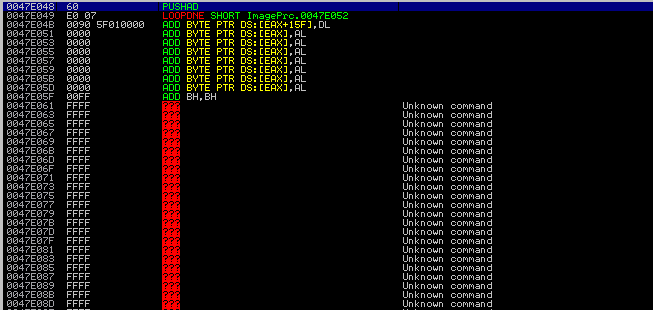 0047E048 60 PUSHAD
0047E049 E0 07 LOOPDNE SHORT ImagePrc.0047E052
0047E04B 0090 5F010000 ADD BYTE PTR DS:[EAX+15F],DL
0047E051 0000 ADD BYTE PTR DS:[EAX],AL
0047E053 0000 ADD BYTE PTR DS:[EAX],AL
0047E055 0000 ADD BYTE PTR DS:[EAX],AL
0047E057 0000 ADD BYTE PTR DS:[EAX],AL
0047E059 0000 ADD BYTE PTR DS:[EAX],AL
0047E05B 0000 ADD BYTE PTR DS:[EAX],AL
0047E05D 0000 ADD BYTE PTR DS:[EAX],AL
0047E05F 00FF ADD BH,BH
0047E061 FFFF ??? Unknown command
0047E063 FFFF ??? Unknown command
0047E065 FFFF ??? Unknown command
0047E067 FFFF ??? Unknown command
0047E069 FFFF ??? Unknown command
0047E06B FFFF ??? Unknown command
0047E06D FFFF ??? Unknown command
0047E06F FFFF ??? Unknown command
0047E071 FFFF ??? Unknown command
0047E073 FFFF ??? Unknown command
0047E075 FFFF ??? Unknown command
0047E077 FFFF ??? Unknown command
0047E079 FFFF ??? Unknown command
0047E07B FFFF ??? Unknown command
0047E07D FFFF ??? Unknown command
0047E07F FFFF ??? Unknown command
0047E081 FFFF ??? Unknown command
0047E083 FFFF ??? Unknown command
0047E085 FFFF ??? Unknown command
0047E087 FFFF ??? Unknown command
0047E089 FFFF ??? Unknown command
0047E08B FFFF ??? Unknown command
0047E08D FFFF ??? Unknown command